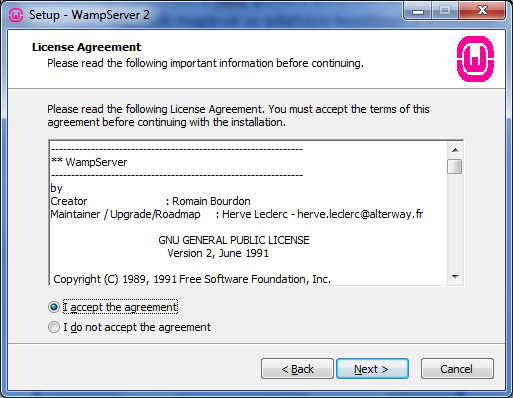 Setup - WampServer 2
License Agreement
Please read the following important information before continuing.
Please read the following License Agreement. You must accept the terms of this
agreement before continuing with the installation.
------------------------------------------------------------
** WampServer
------------------------------------------------------------
by
Creator : Romain Bourdon
Maintainer / Upgrade/Roadmap : Herve Leclerc - herve.leclerc@alterway.fr
GNU GENERAL PUBLIC LICENSE
Version 2, June 1991
Copyright (C) 1989, 1991 Free Software Foundation, Inc.
I accept the agreement
I do not accept the agreement
< Back Next > Cancel